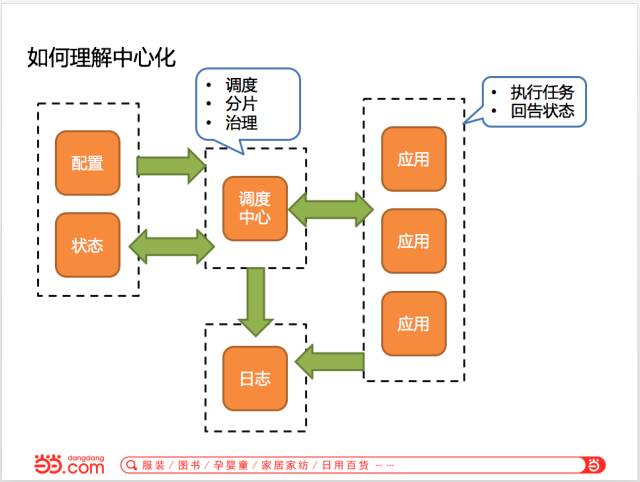 如何理解中心化
• 调度
• 分片
• 治理
• 执行任务
• 回告状态
配置
状态
调度
中心
应用
应用
应用
日志
当当 dangdang
.com
服装 / 图书 / 孕婴童 / 家居家纺 / 日用百货 ··· ···